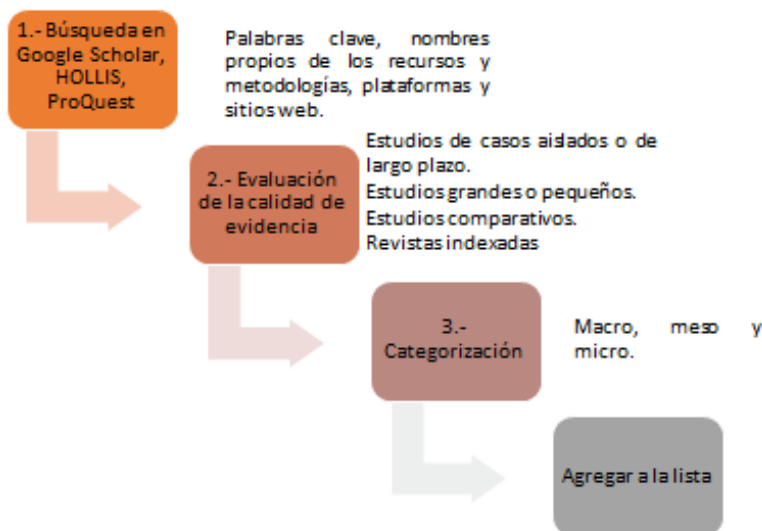 1.- Búsqueda en
Google Scholar,
HOLLIS,
ProQuest
Palabras clave, nombres
propios de los recursos y
metodologías, plataformas y
sitios web.
2.- Evaluación
de la calidad de
evidencia
Estudios de casos aislados o de
largo plazo.
Estudios grandes o pequeños.
Estudios comparativos.
Revistas indexadas
3.-
Categorización
Macro, meso y
micro.
Agregar a la lista